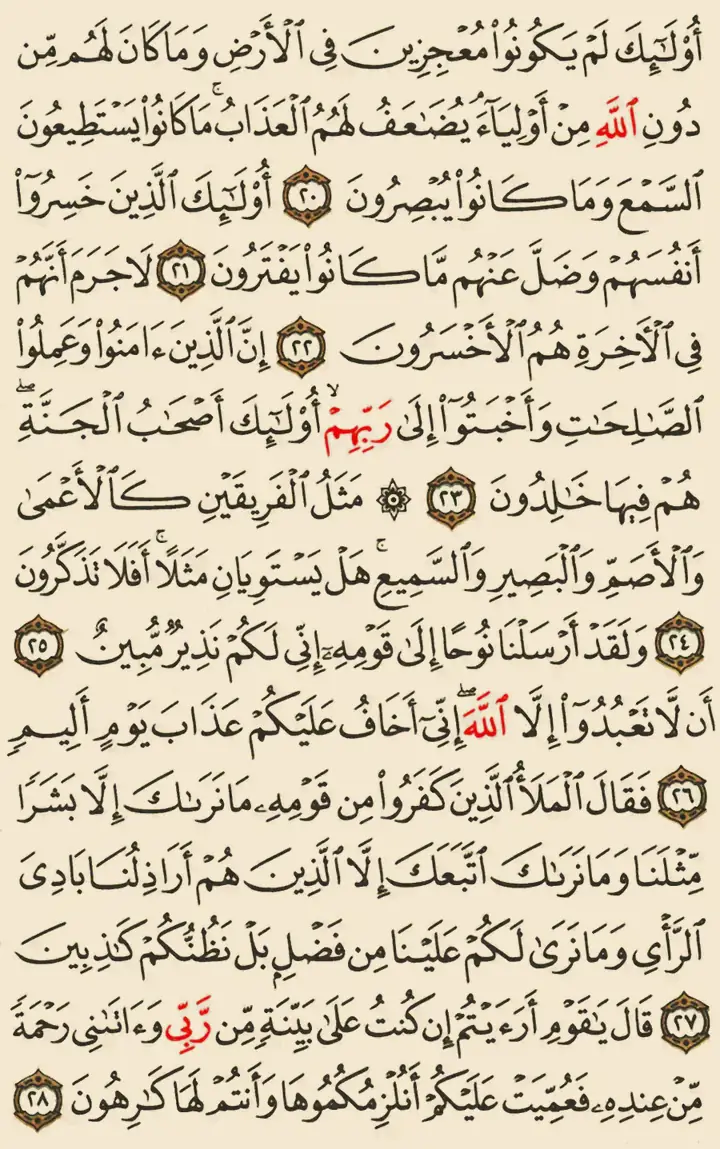 أُوْلَـٰٓئِكَ لَمْ يَكُونُوا۟ مُعْجِزِينَ فِى ٱلْأَرْضِ وَمَا كَانَ لَهُم مِّن
دُونِ ٱللَّهِ مِنْ أَوْلِيَآءَ ۘ يُضَـٰعَفُ لَهُمُ ٱلْعَذَابُ ۚ مَا كَانُوا۟ يَسْتَطِيعُونَ
ٱلسَّمْعَ وَمَا كَانُوا۟ يُبْصِرُونَ ٢٠ أُوْلَـٰٓئِكَ ٱلَّذِينَ خَسِرُوٓا۟
أَنفُسَهُمْ وَضَلَّ عَنْهُم مَّا كَانُوا۟ يَفْتَرُونَ ٢١ لَا جَرَمَ أَنَّهُمْ
فِى ٱلْـَٔاخِرَةِ هُمُ ٱلْأَخْسَرُونَ ٢٢ إِنَّ ٱلَّذِينَ ءَامَنُوا۟ وَعَمِلُوا۟
ٱلصَّـٰلِحَـٰتِ وَأَخْبَتُوٓا۟ إِلَىٰ رَبِّهِمْ ۙ أُوْلَـٰٓئِكَ أَصْحَـٰبُ ٱلْجَنَّةِ ۖ
هُمْ فِيهَا خَـٰلِدُونَ ٢٣ ۞ مَثَلُ ٱلْفَرِيقَيْنِ كَٱلْأَعْمَىٰ
وَٱلْأَصَمِّ وَٱلْبَصِيرِ وَٱلسَّمِيعِ ۚ هَلْ يَسْتَوِيَانِ مَثَلًا ۚ أَفَلَا تَذَكَّرُونَ
٢٤ وَلَقَدْ أَرْسَلْنَا نُوحًا إِلَىٰ قَوْمِهِۦٓ إِنِّى لَكُمْ نَذِيرٌ مُّبِينٌ ٢٥
أَن لَّا تَعْبُدُوٓا۟ إِلَّا ٱللَّهَ ۖ إِنِّىٓ أَخَافُ عَلَيْكُمْ عَذَابَ يَوْمٍ أَلِيمٍ
٢٦ فَقَالَ ٱلْمَلَأُ ٱلَّذِينَ كَفَرُوا۟ مِن قَوْمِهِۦ مَا نَرَىٰكَ إِلَّا بَشَرًا
مِّثْلَنَا وَمَا نَرَىٰكَ ٱتَّبَعَكَ إِلَّا ٱلَّذِينَ هُمْ أَرَاذِلُنَا بَادِىَ
ٱلرَّأْىِ وَمَا نَرَىٰ لَكُمْ عَلَيْنَا مِن فَضْلٍۭ بَلْ نَظُنُّكُمْ كَـٰذِبِينَ
٢٧ قَالَ يَـٰقَوْمِ أَرَءَيْتُمْ إِن كُنتُ عَلَىٰ بَيِّنَةٍ مِّن رَّبِّى وَءَاتَىٰنِى رَحْمَةً
مِّنْ عِندِهِۦ فَعُمِّيَتْ عَلَيْكُمْ أَنُلْزِمُكُمُوهَا وَأَنتُمْ لَهَا كَـٰرِهُونَ ٢٨